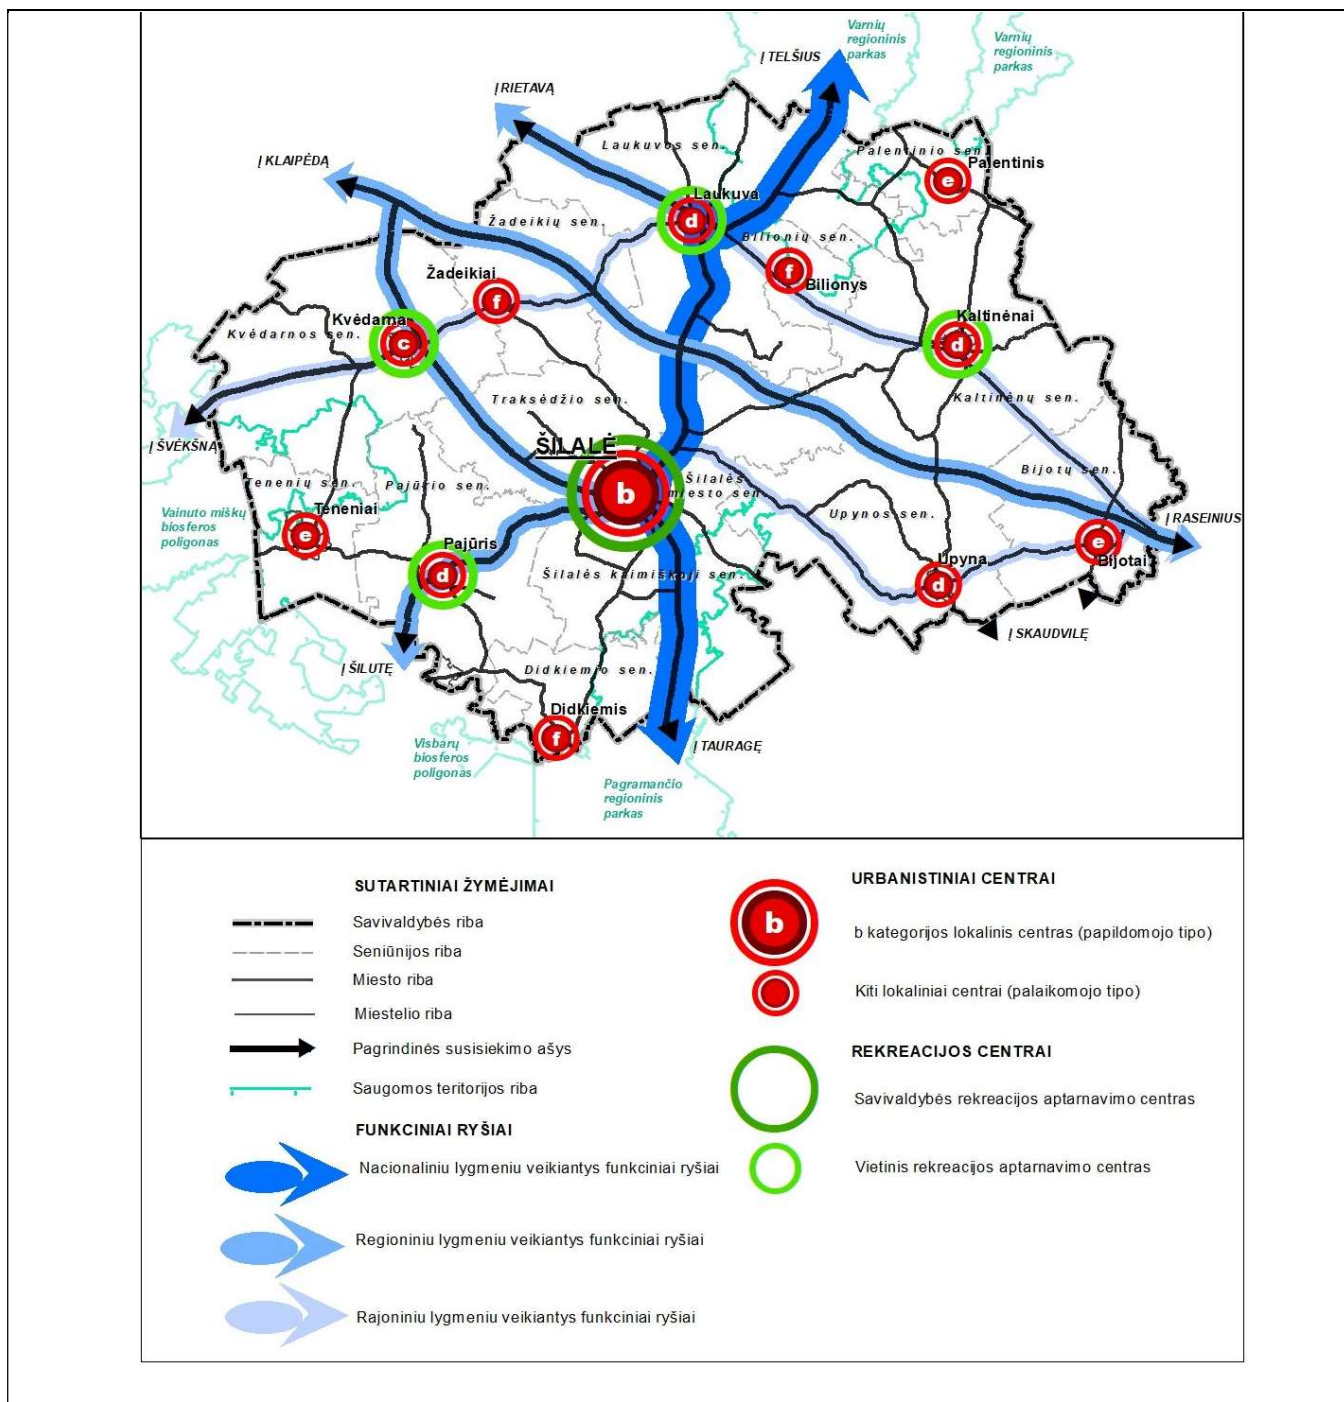 Varnių
regioninis
parkas
Varnių
regioninis
parkas
Į TELŠIUS
Į RIETAVĄ
Į KLAIPĖDĄ
Laukuvos sen.
Palentinio sen.
Palentinis
e
Laukuva
d
Žadeikių sen.
Bilionių sen.
Žadeikiai
f
f
Bilionys
Kvėdarna
Kvėdarnos sen.
c
Kaltinėnai
d
Traksėdžio sen.
Kaltinėnų sen.
Į ŠVĖKŠNĄ
ŠILALĖ
b
Šilalės
miesto sen.
Bijotų sen.
Tenenių sen.
Pajūrio sen.
Upynos sen.
Į RASEINIUS
Vainuto miškų
biosferos
poligonas
Teneniai
e
Pajūris
d
Upyna
d
e
Bijotai
Šilalės kaimiškoji sen.
Į SKAUDVILĘ
Į ŠILUTĘ
Didkiemio sen.
Didkiemis
f
Į TAURAGĘ
Visbarų
biosferos
poligonas
Pagramančio
regioninis
parkas
SUTARTINIAI ŽYMĖJIMAI
Savivaldybės riba
Seniūnijos riba
Miesto riba
Miestelio riba
Pagrindinės susisiekimo ašys
Saugomos teritorijos riba
FUNKCINIAI RYŠIAI
Nacionaliniu lygmeniu veikiantys funkciniai ryšiai
Regioniniu lygmeniu veikiantys funkciniai ryšiai
Rajoniniu lygmeniu veikiantys funkciniai ryšiai
URBANISTINIAI CENTRAI
b
b kategorijos lokalinis centras (papildomojo tipo)
Kiti lokaliniai centrai (palaikomojo tipo)
REKREACIJOS CENTRAI
Savivaldybės rekreacijos aptarnavimo centras
Vietinis rekreacijos aptarnavimo centras